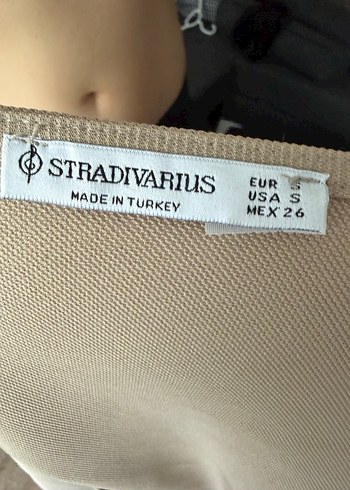 STRADIVARIUS
MADE IN TURKEY
EUR S
USA S
MEX 26